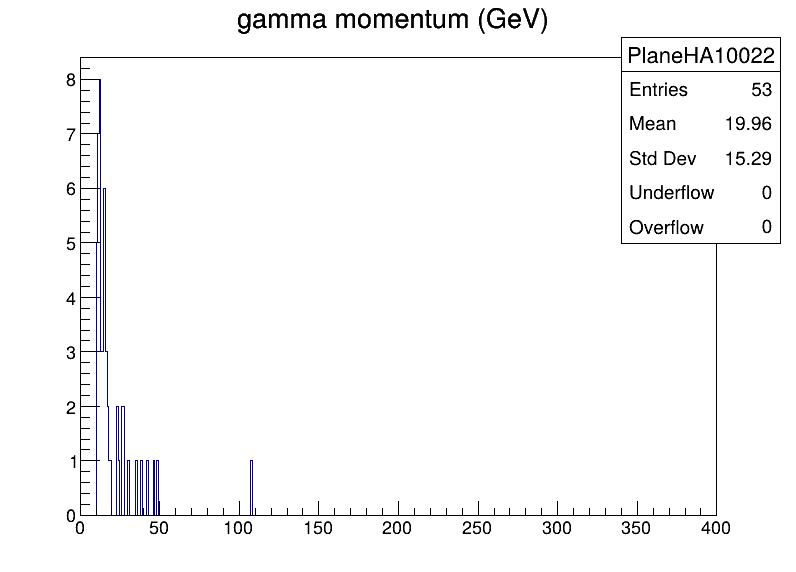 gamma momentum (GeV)
PlaneHA10022
Entries 53
Mean 19.96
Std Dev 15.29
Underflow 0
Overflow 0
8
7
6
5
4
3
2
1
0
0 50 100 150 200 250 300 350 400